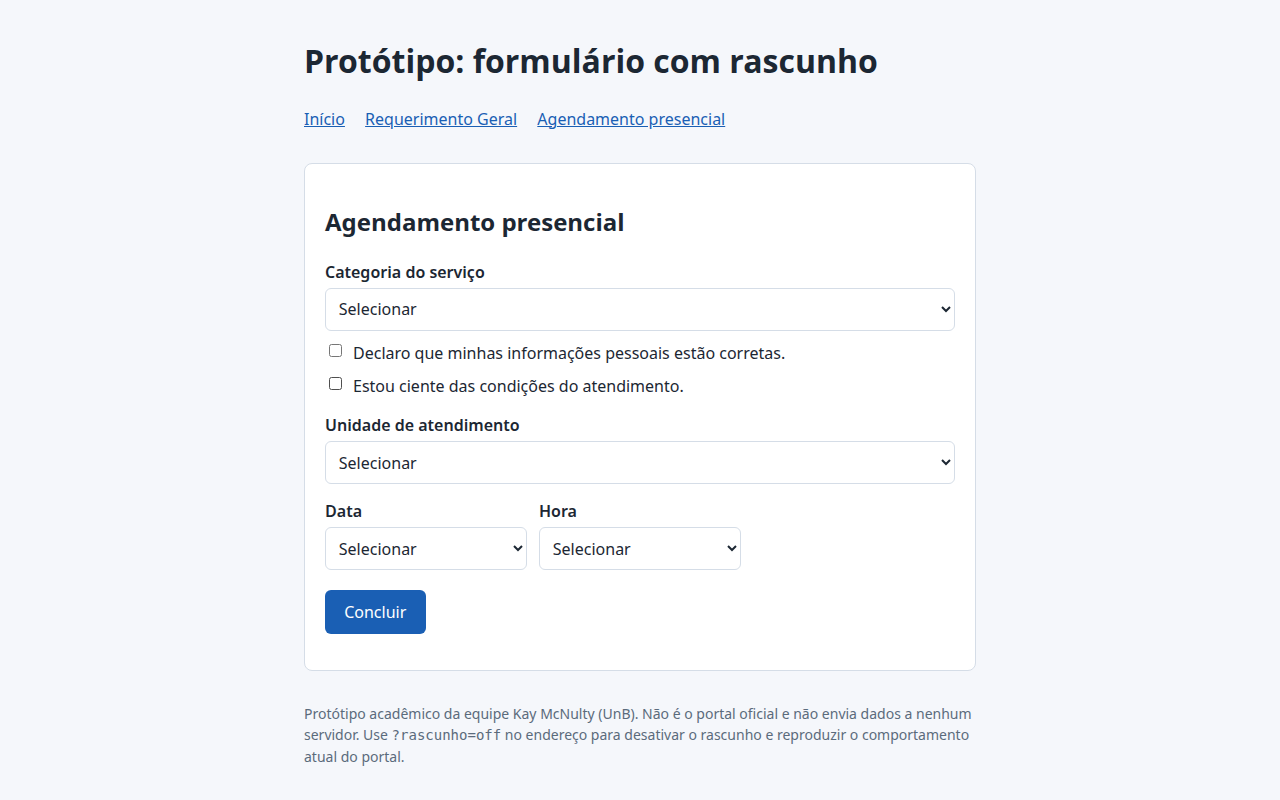 Protótipo: formulário com rascunho
Início Requerimento Geral Agendamento presencial
Agendamento presencial
Categoria do serviço
Selecionar
Declaro que minhas informações pessoais estão corretas.
Estou ciente das condições do atendimento.
Unidade de atendimento
Selecionar
Data Hora
Selecionar Selecionar
Concluir
Protótipo acadêmico da equipe Kay McNulty (UnB). Não é o portal oficial e não envia dados a nenhum
servidor. Use ?rascunho=off no endereço para desativar o rascunho e reproduzir o comportamento
atual do portal.